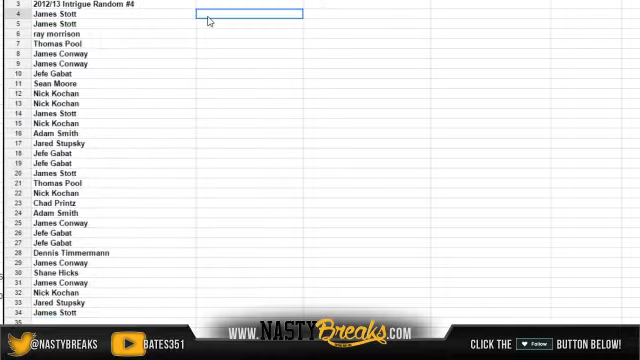 3 2012/13 Intrigue Random #4
4 James Stott
5 James Stott
6 ray morrison
7 Thomas Pool
8 James Conway
9 James Conway
10 Jefe Gabat
11 Sean Moore
12 Nick Kochan
13 Nick Kochan
14 James Stott
15 Nick Kochan
16 Adam Smith
17 Jared Stupsky
18 Jefe Gabat
19 Jefe Gabat
20 James Stott
21 Thomas Pool
22 Nick Kochan
23 Chad Printz
24 Adam Smith
25 James Conway
26 Jefe Gabat
27 Jefe Gabat
28 Dennis Timmermann
29 James Conway
30 Shane Hicks
31 James Conway
32 Nick Kochan
33 Jared Stupsky
34 James Stott
35
@NASTYBREAKS BATES351 WWW.NASTYBreaks.COM CLICK THE Follow BUTTON BELOW!